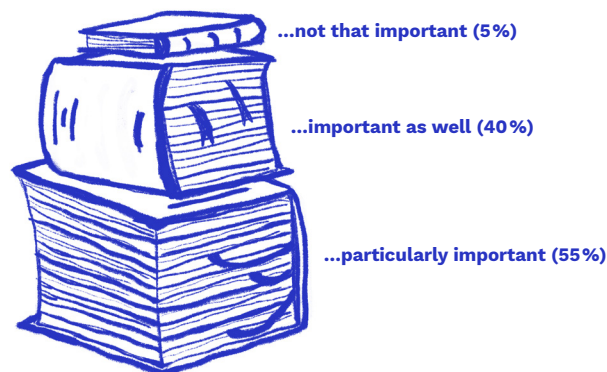 ...not that important (5%)
...important as well (40%)
...particularly important (55%)